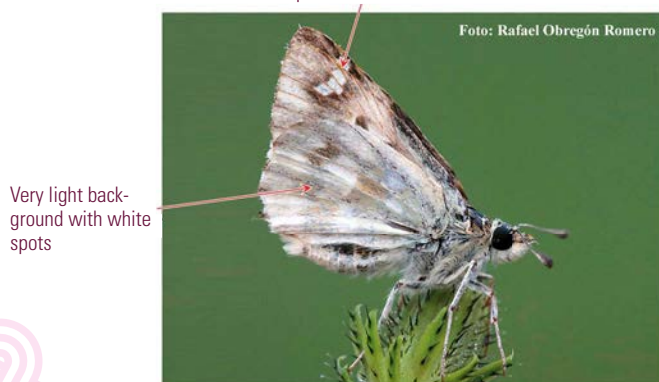 Foto: Rafael Obregón Romero
Very light back-
ground with white
spots